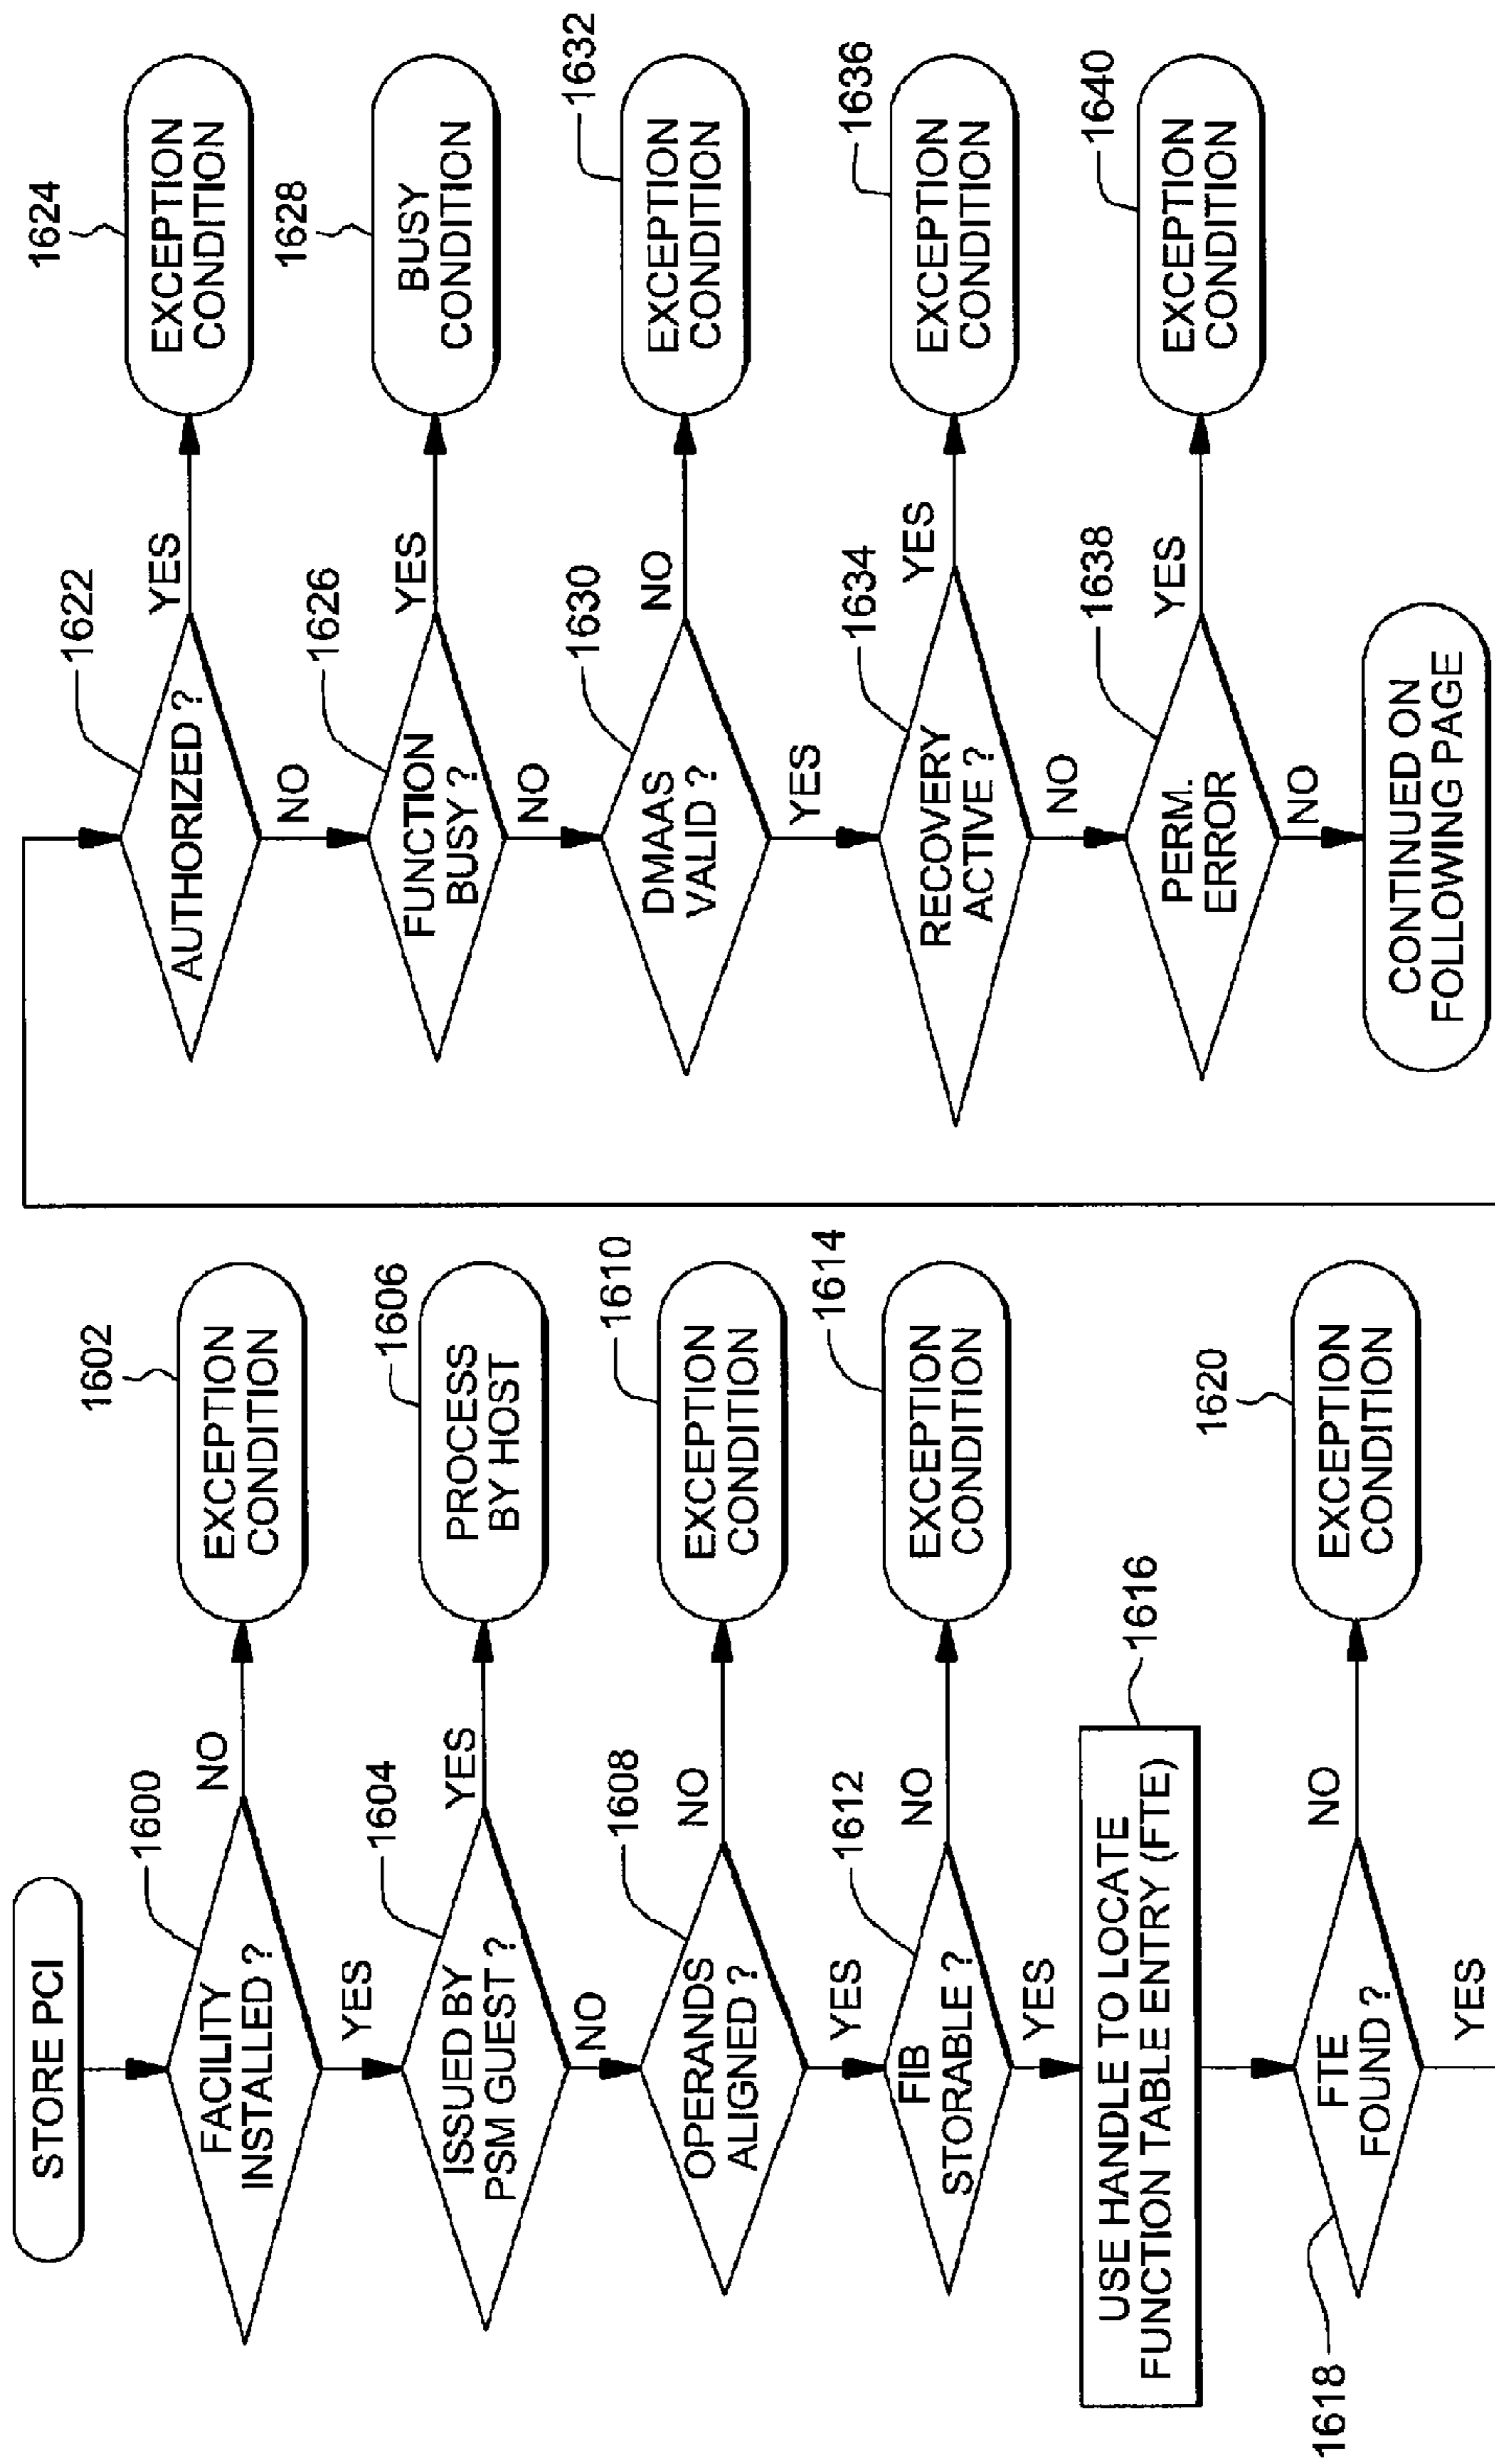 STORE PCI
1600
FACILITY
INSTALLED ?
NO
1602
EXCEPTION
CONDITION
YES
1604
ISSUED BY
PSM GUEST ?
YES
1606
PROCESS
BY HOST
NO
1608
OPERANDS
ALIGNED ?
NO
1610
EXCEPTION
CONDITION
YES
1612
FIB
STORABLE ?
NO
1614
EXCEPTION
CONDITION
YES
1616
USE HANDLE TO LOCATE
FUNCTION TABLE ENTRY (FTE)
1618
FTE
FOUND ?
NO
1620
EXCEPTION
CONDITION
YES
1622
AUTHORIZED ?
YES
1624
EXCEPTION
CONDITION
NO
1626
FUNCTION
BUSY ?
YES
1628
BUSY
CONDITION
NO
1630
DMAAS
VALID ?
NO
1632
EXCEPTION
CONDITION
YES
1634
RECOVERY
ACTIVE ?
YES
1636
EXCEPTION
CONDITION
NO
1638
PERM.
ERROR
YES
1640
EXCEPTION
CONDITION
NO
CONTINUED ON
FOLLOWING PAGE